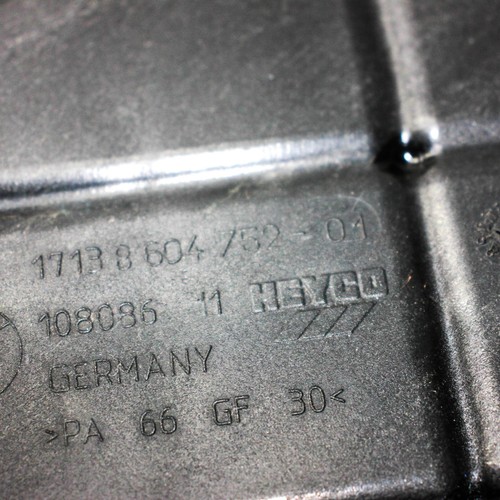 1713 8 604 752-01
108086 11 HEYCO
GERMANY
>PA 66 GF 30<